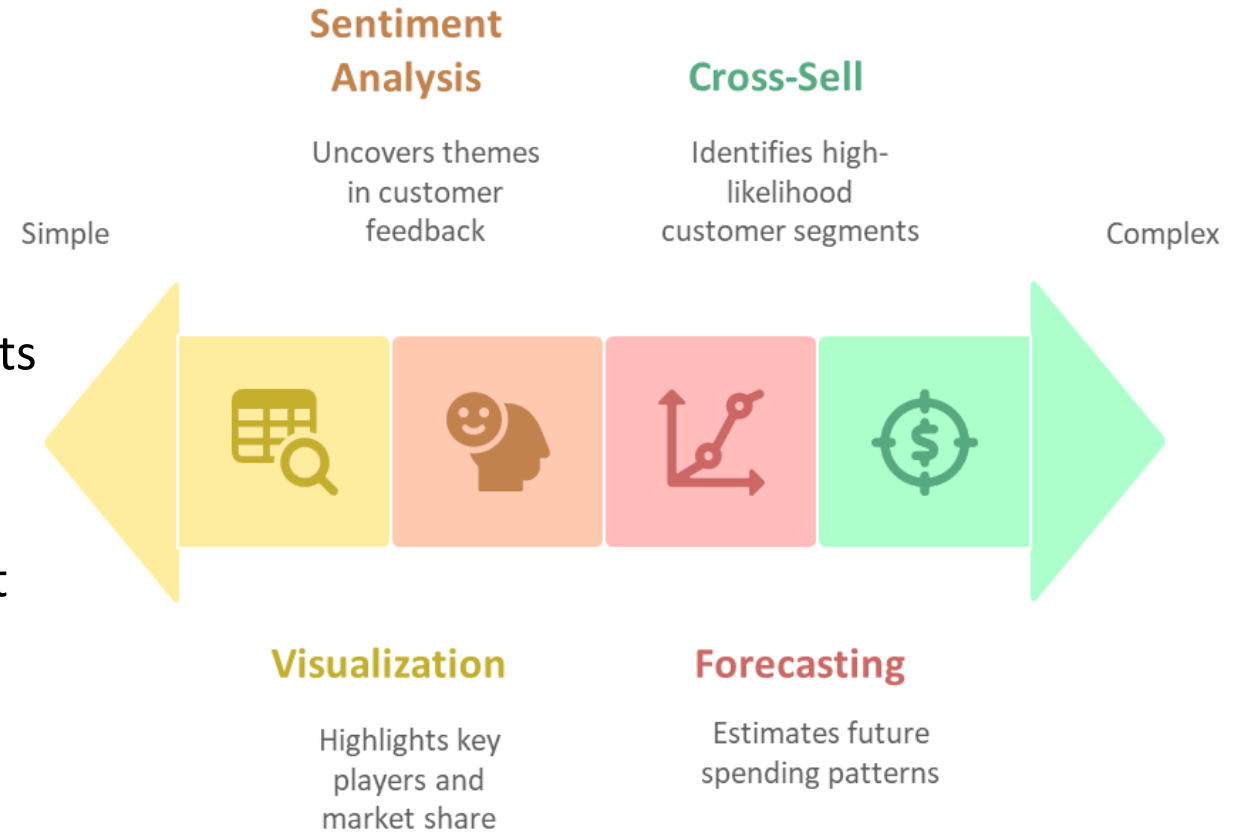 Sentiment
Analysis
Cross-Sell
Uncovers themes
in customer
feedback
Identifies high-
likelihood
customer segments
Simple
Complex
ts
t
$
Visualization
Forecasting
Highlights key
players and
market share
Estimates future
spending patterns